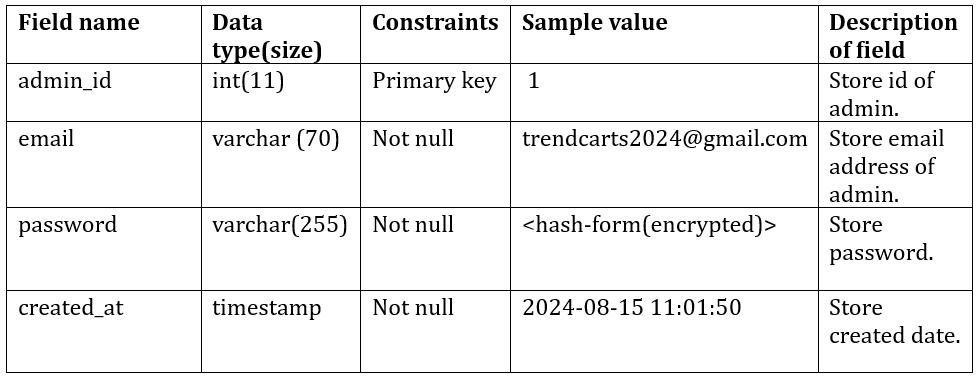 Field name Data type(size) Constraints Sample value Description of field
admin_id int(11) Primary key 1 Store id of admin.
email varchar (70) Not null trendcarts2024@gmail.com Store email address of admin.
password varchar(255) Not null <hash-form(encrypted)> Store password.
created_at timestamp Not null 2024-08-15 11:01:50 Store created date.